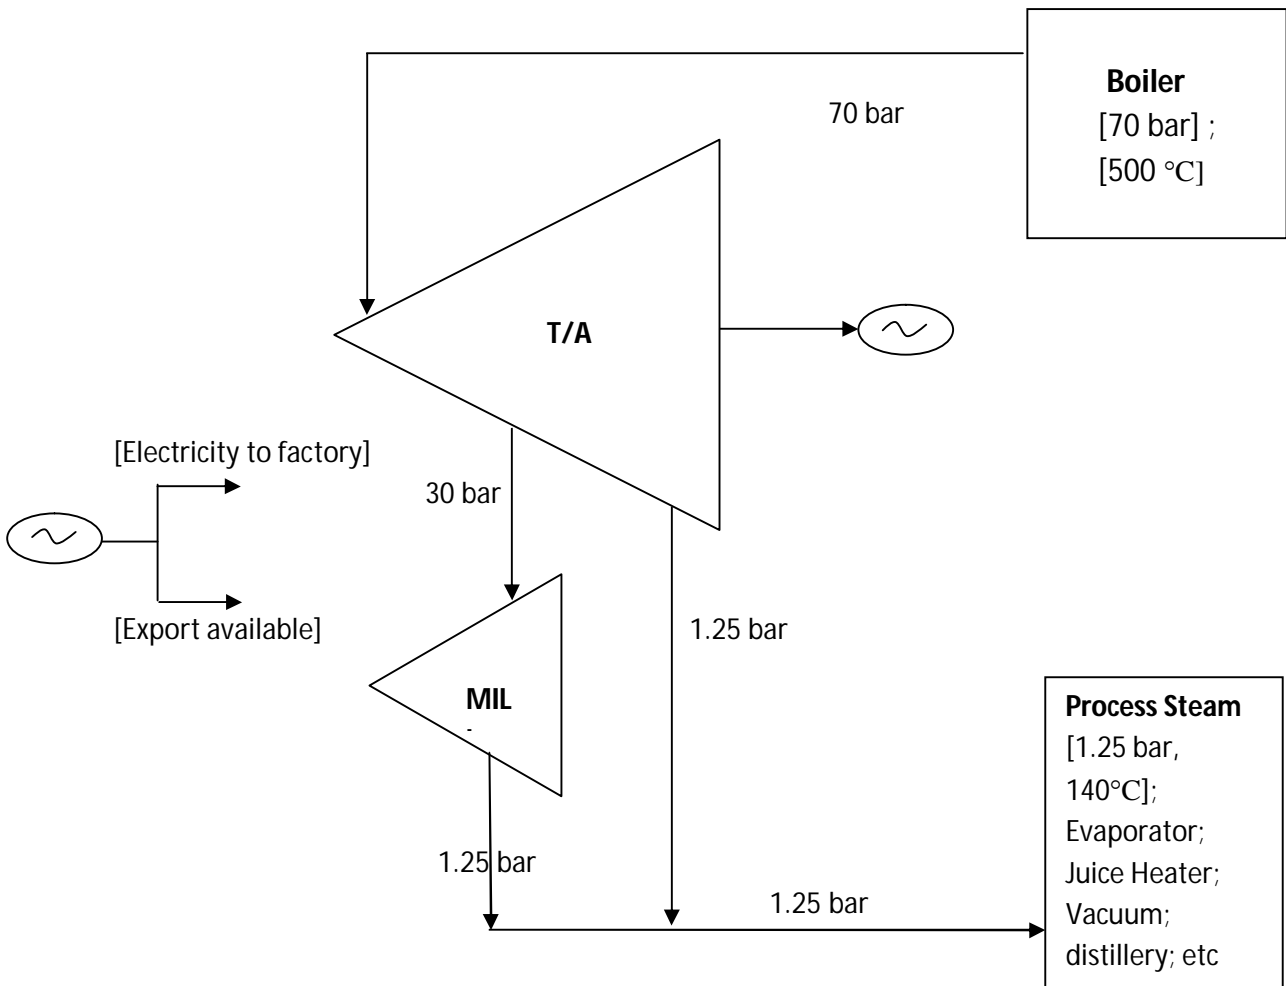 Boiler
[70 bar] ;
[500 °C]
70 bar
T/A
[Electricity to factory]
30 bar
[Export available]
1.25 bar
MIL
-
Process Steam
[1.25 bar,
140°C];
Evaporator;
Juice Heater;
Vacuum;
distillery; etc
1.25 bar
1.25 bar